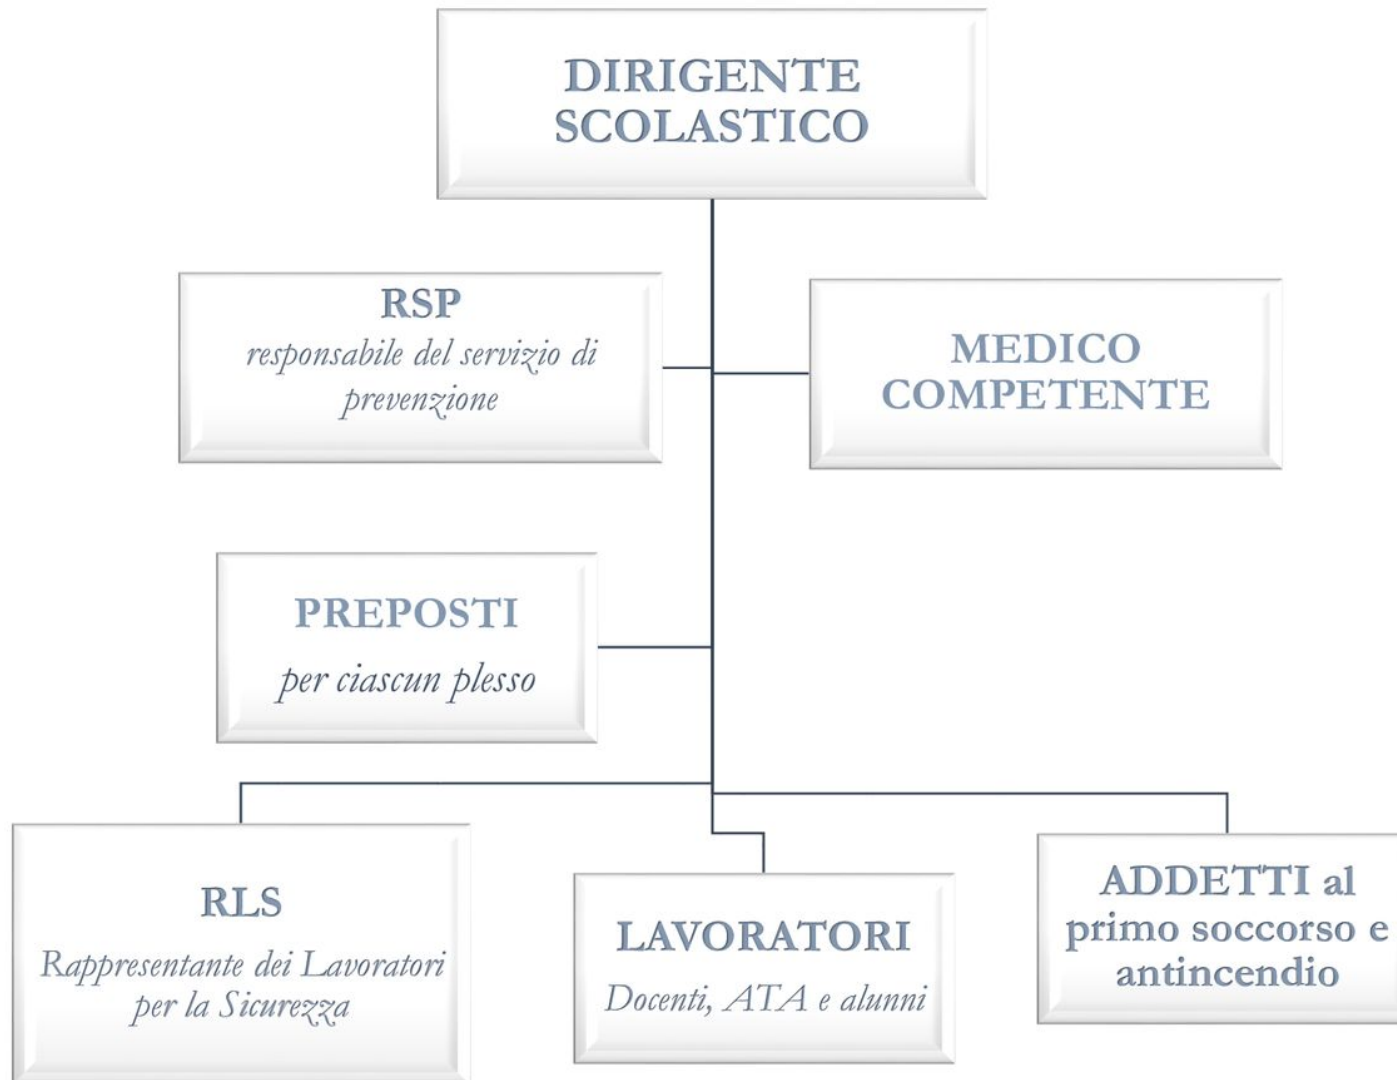 DIRIGENTE
SCOLASTICO
RSP
responsabile del servizio di
prevenzione
MEDICO
COMPETENTE
PREPOSTI
per ciascun plesso
RLS
Rappresentante dei Lavoratori
per la Sicurezza
LAVORATORI
Docenti, ATA e alunni
ADDETTI al
primo soccorso e
antincendio